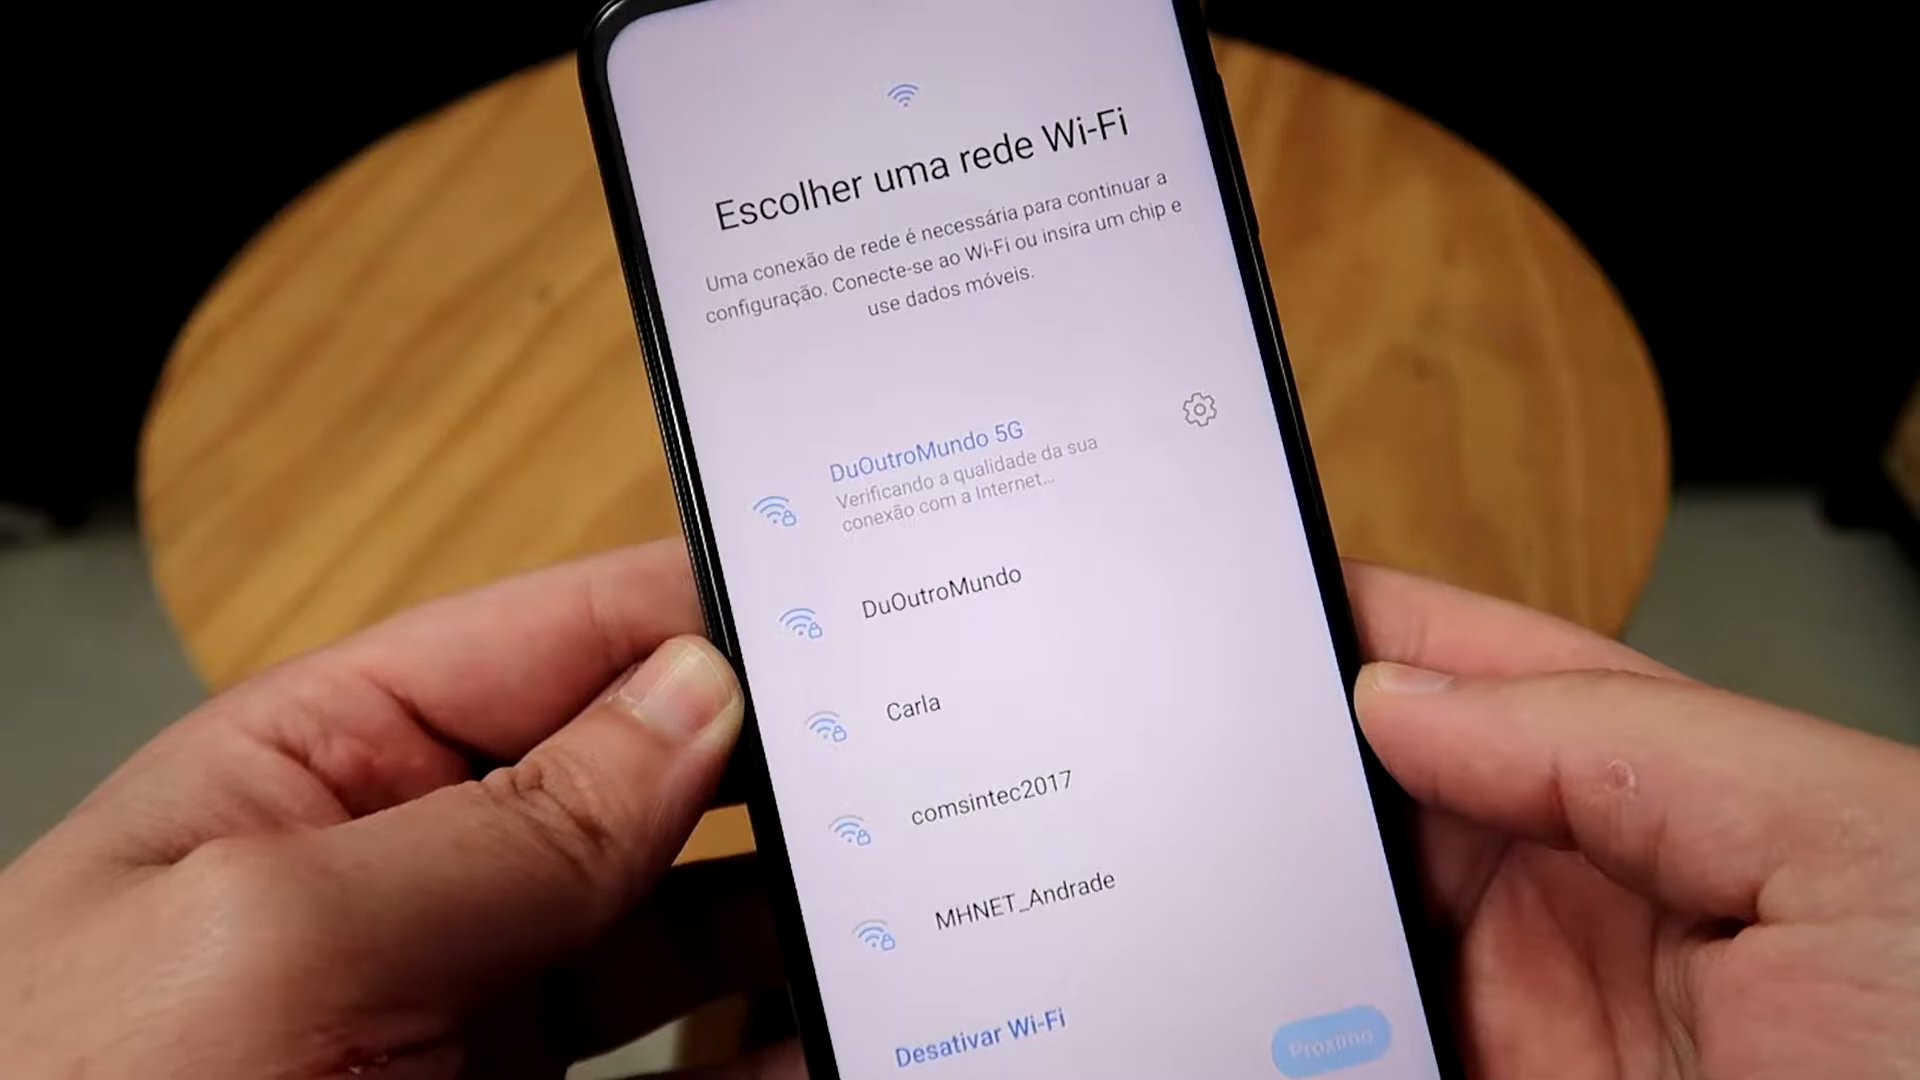 Escolher uma rede Wi-Fi
Uma conexão de rede é necessária para continuar a
configuração. Conecte-se ao Wi-Fi ou insira um chip e
use dados móveis.
DuOutroMundo 5G
Verificando a qualidade da sua
conexão com a Internet...
DuOutroMundo
Carla
comsintec2017
MHNET_Andrade
Desativar Wi-Fi
Próximo